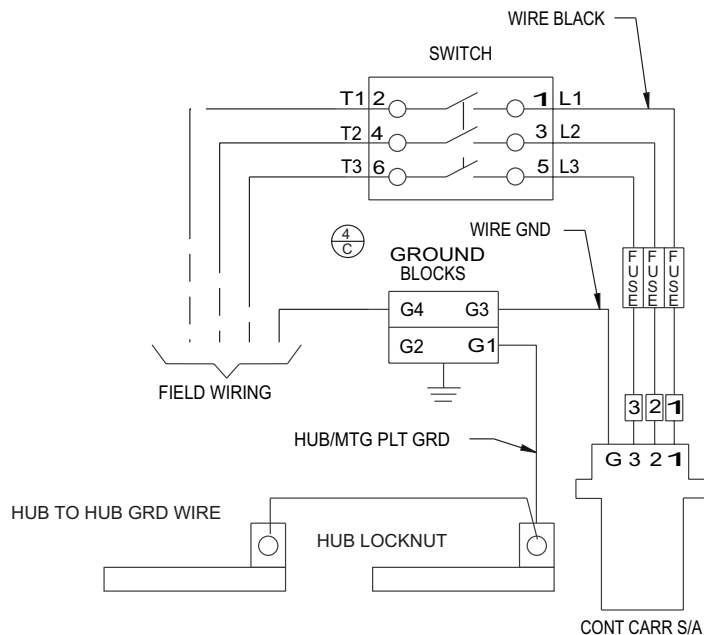 WIRE BLACK
SWITCH
T1 2 1 L1
T2 4 3 L2
T3 6 5 L3
4
C
WIRE GND
GROUND
BLOCKS
FUSE FUSE FUSE
G4 G3
G2 G1
FIELD WIRING
3 2 1
HUB/MTG PLT GRD
G 3 2 1
HUB TO HUB GRD WIRE
HUB LOCKNUT
CONT CARR S/A